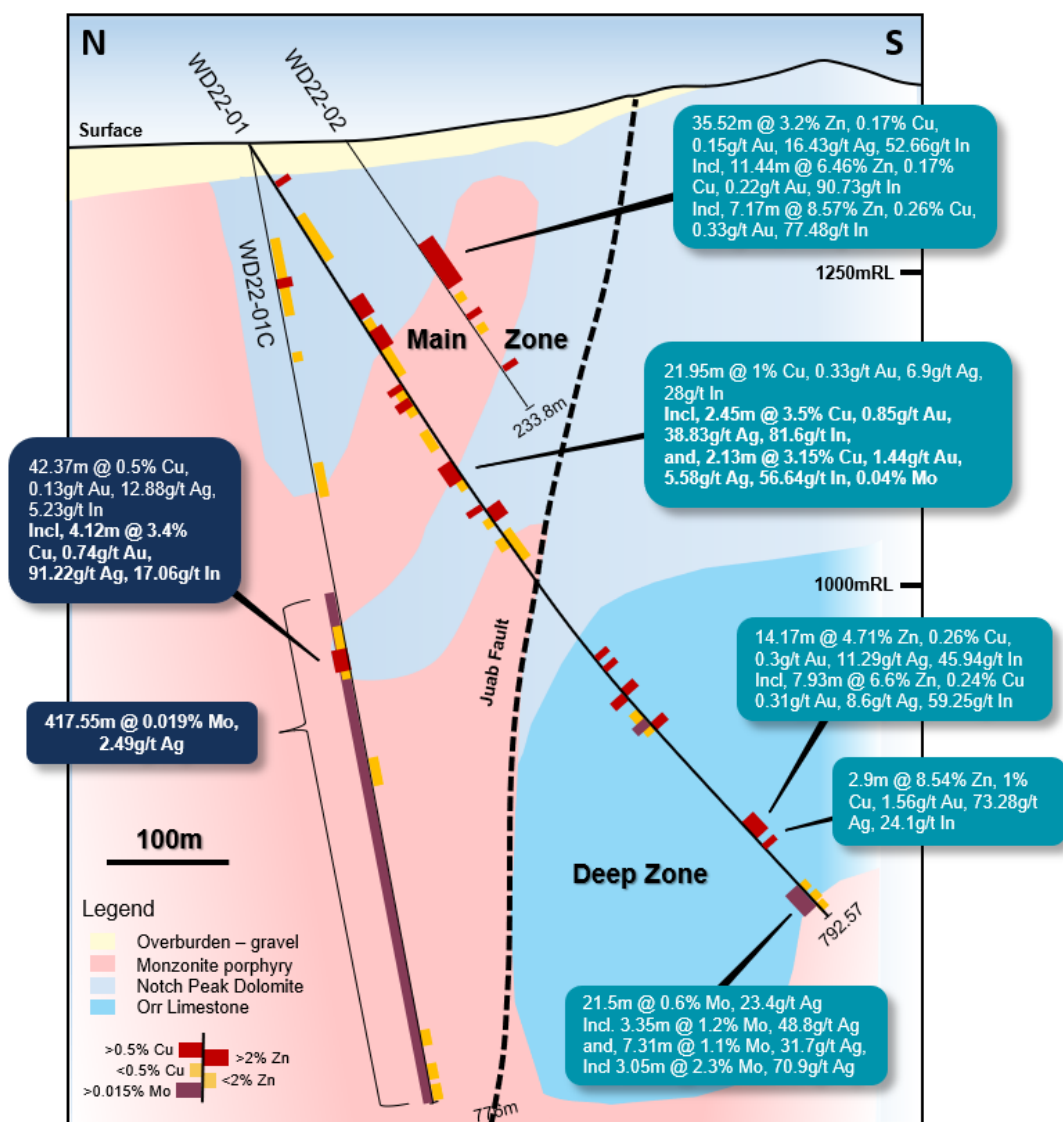 N
S
WD22-01
WD22-02
Surface
35.52m @ 3.2% Zn, 0.17% Cu,
0.15g/t Au, 16.43g/t Ag, 52.66g/t In
Incl, 11.44m @ 6.46% Zn, 0.17%
Cu, 0.22g/t Au, 90.73g/t In
Incl, 7.17m @ 8.57% Zn, 0.26% Cu,
0.33g/t Au, 77.48g/t In
WD22-01C
1250mRL
Main Zone
233.8m
21.95m @ 1% Cu, 0.33g/t Au, 6.9g/t Ag,
28g/t In
Incl, 2.45m @ 3.5% Cu, 0.85g/t Au,
38.83g/t Ag, 81.6g/t In,
and, 2.13m @ 3.15% Cu, 1.44g/t Au,
5.58g/t Ag, 56.64g/t In, 0.04% Mo
42.37m @ 0.5% Cu,
0.13g/t Au, 12.88g/t Ag,
5.23g/t In
Incl, 4.12m @ 3.4%
Cu, 0.74g/t Au,
91.22g/t Ag, 17.06g/t In
1000mRL
Juab Fault
14.17m @ 4.71% Zn, 0.26% Cu,
0.3g/t Au, 11.29g/t Ag, 45.94g/t In
Incl, 7.93m @ 6.6% Zn, 0.24% Cu
0.31g/t Au, 8.6g/t Ag, 59.25g/t In
417.55m @ 0.019% Mo,
2.49g/t Ag
2.9m @ 8.54% Zn, 1%
Cu, 1.56g/t Au, 73.28g/t
Ag, 24.1g/t In
100m
Deep Zone
792.57
Legend
Overburden – gravel
Monzonite porphyry
Notch Peak Dolomite
Orr Limestone
21.5m @ 0.6% Mo, 23.4g/t Ag
Incl. 3.35m @ 1.2% Mo, 48.8g/t Ag
and, 7.31m @ 1.1% Mo, 31.7g/t Ag,
Incl 3.05m @ 2.3% Mo, 70.9g/t Ag
>0.5% Cu
>2% Zn
<0.5% Cu
<2% Zn
>0.015% Mo
776m